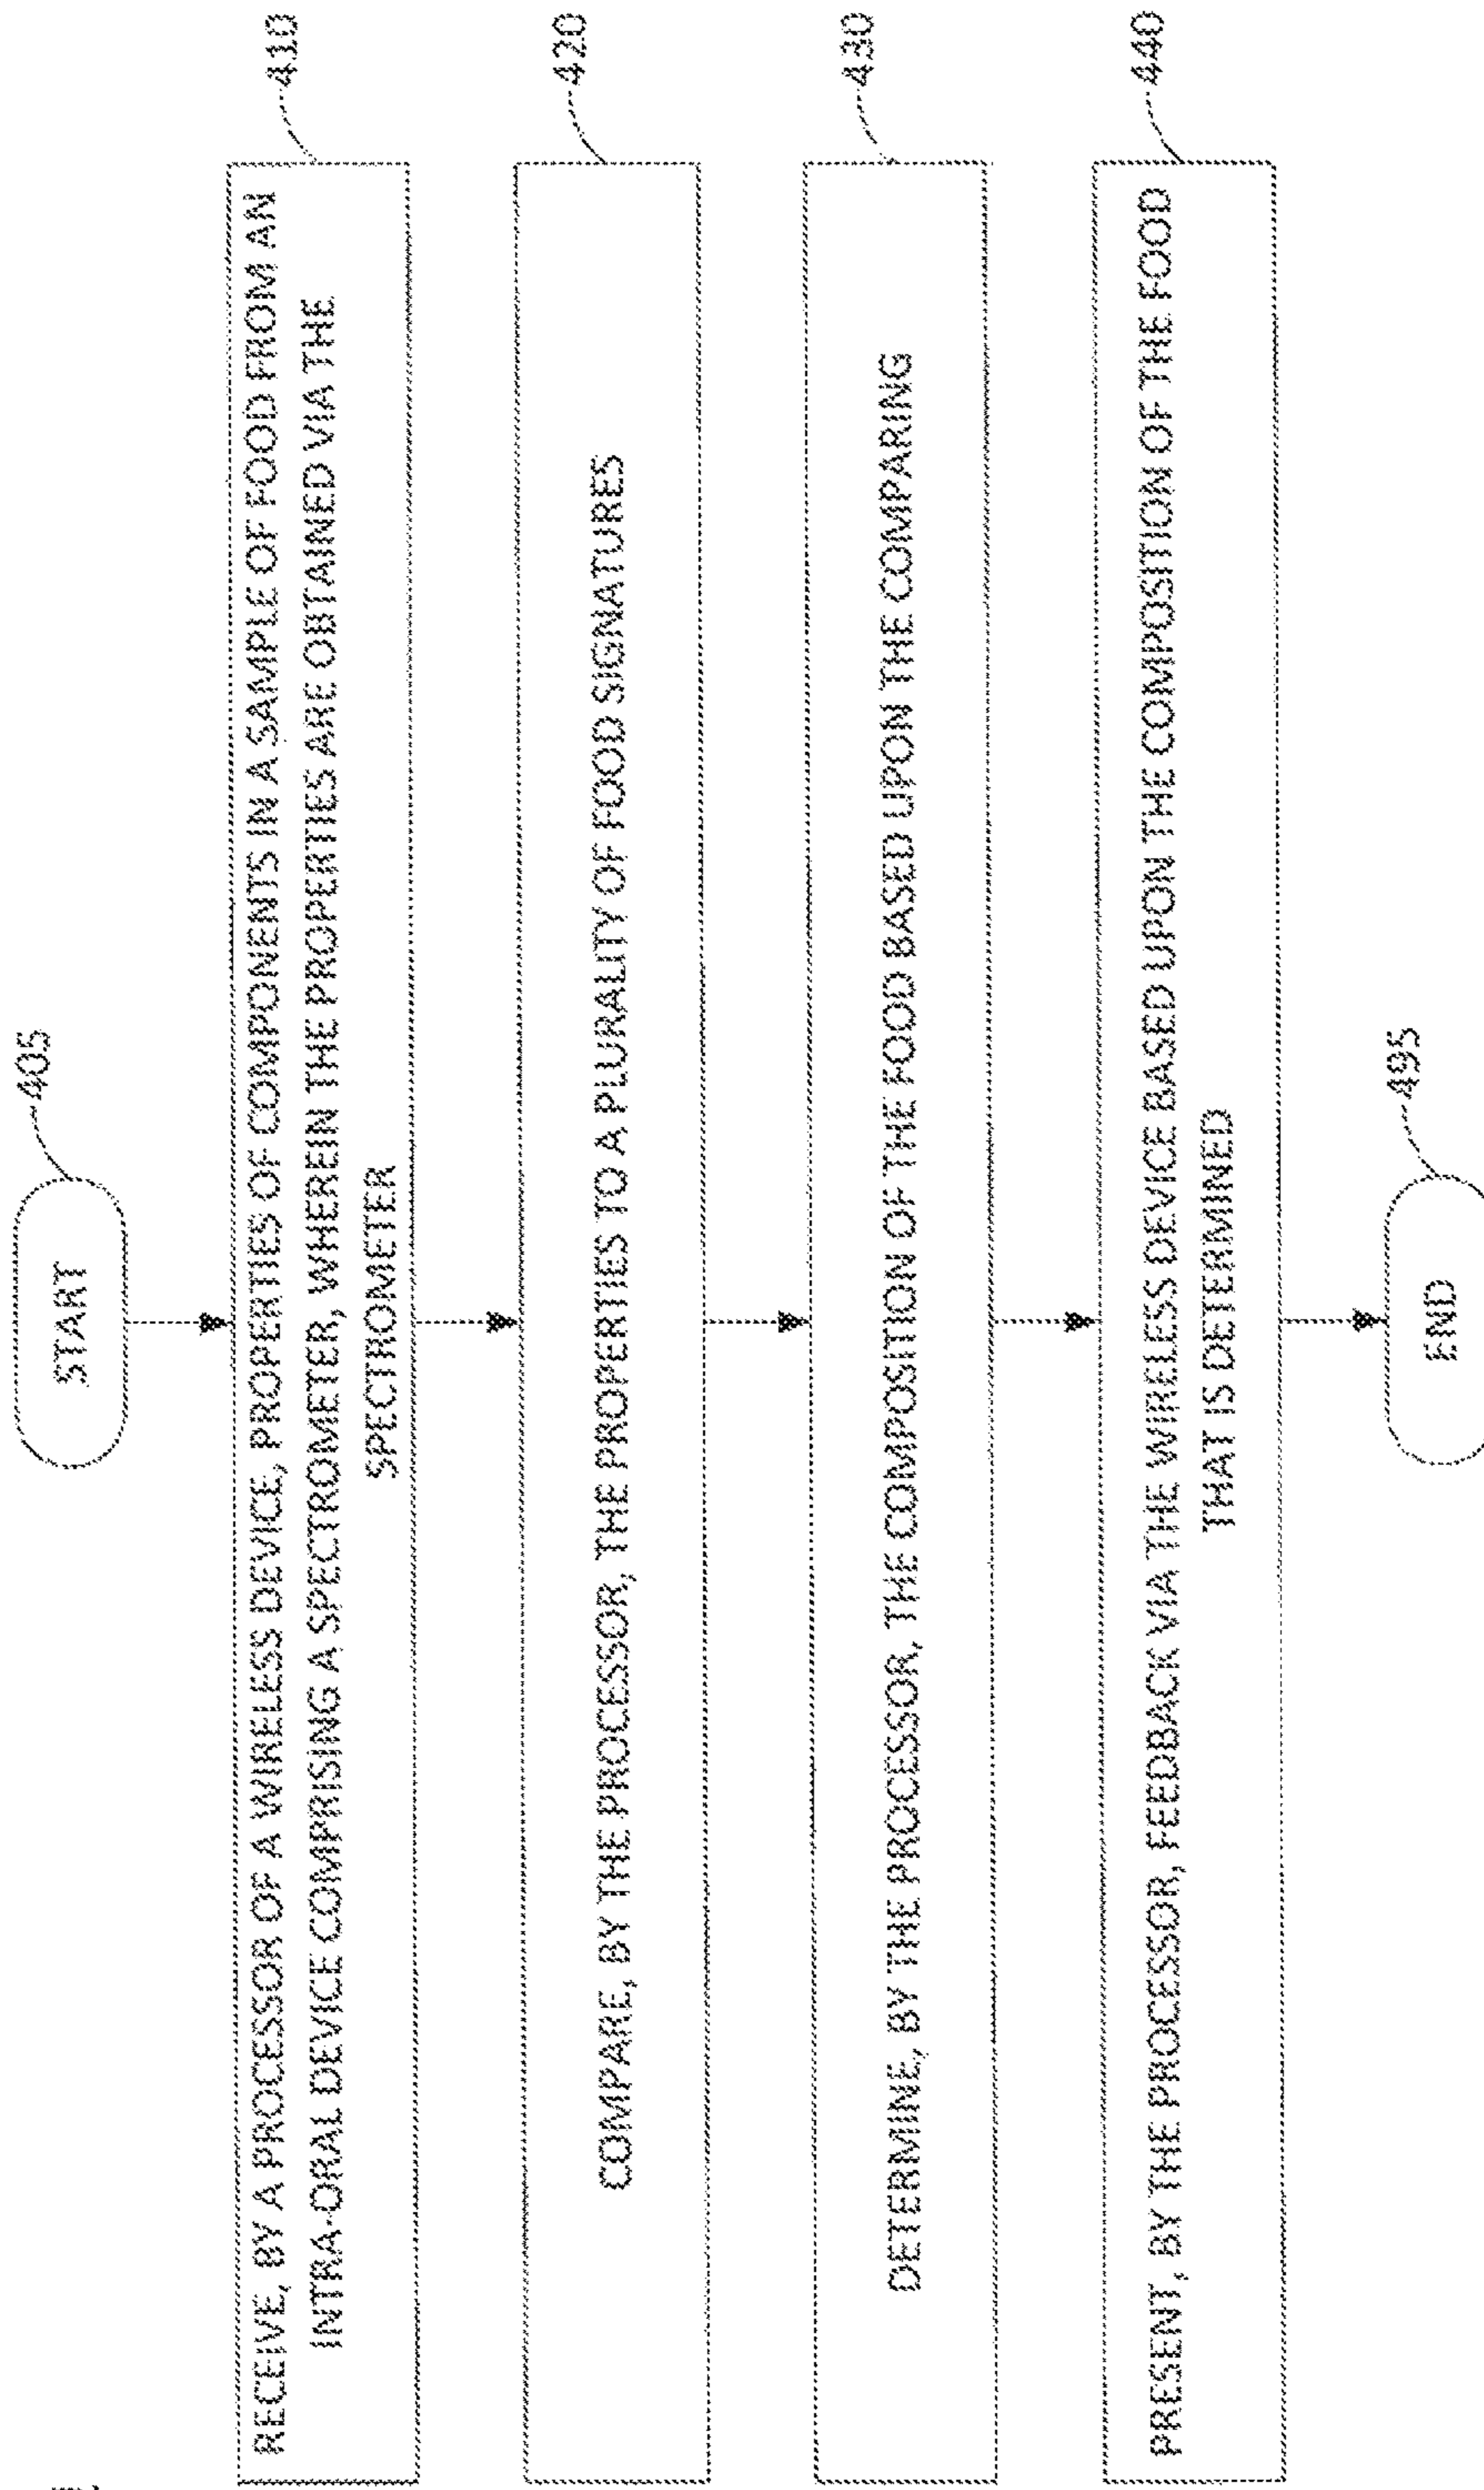 START
405
RECEIVE, BY A PROCESSOR OF A WIRELESS DEVICE, PROPERTIES OF COMPONENTS IN A SAMPLE OF FOOD FROM AN
INTRA-ORAL DEVICE COMPRISING A SPECTROMETER, WHEREIN THE PROPERTIES ARE OBTAINED VIA THE
SPECTROMETER
410
COMPARE, BY THE PROCESSOR, THE PROPERTIES TO A PLURALITY OF FOOD SIGNATURES
420
DETERMINE, BY THE PROCESSOR, THE COMPOSITION OF THE FOOD BASED UPON THE COMPARING
430
PRESENT, BY THE PROCESSOR, FEEDBACK VIA THE WIRELESS DEVICE BASED UPON THE COMPOSITION OF THE FOOD
THAT IS DETERMINED
440
END
495